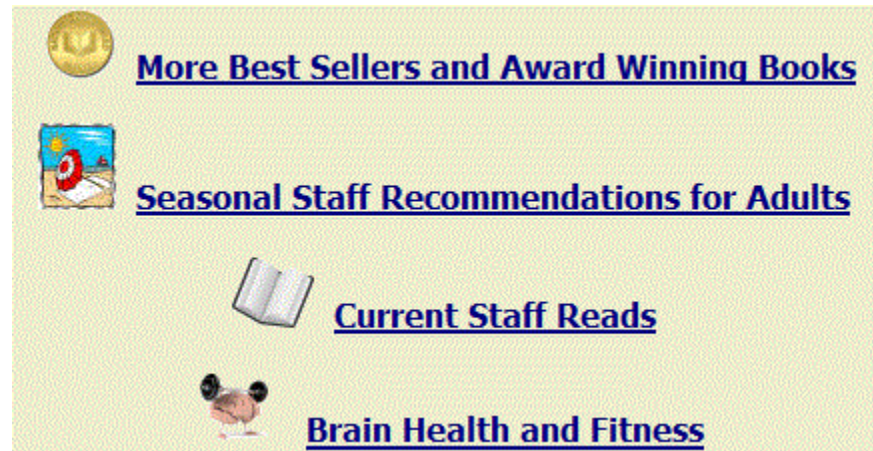 More Best Sellers and Award Winning Books
Seasonal Staff Recommendations for Adults
Current Staff Reads
Brain Health and Fitness